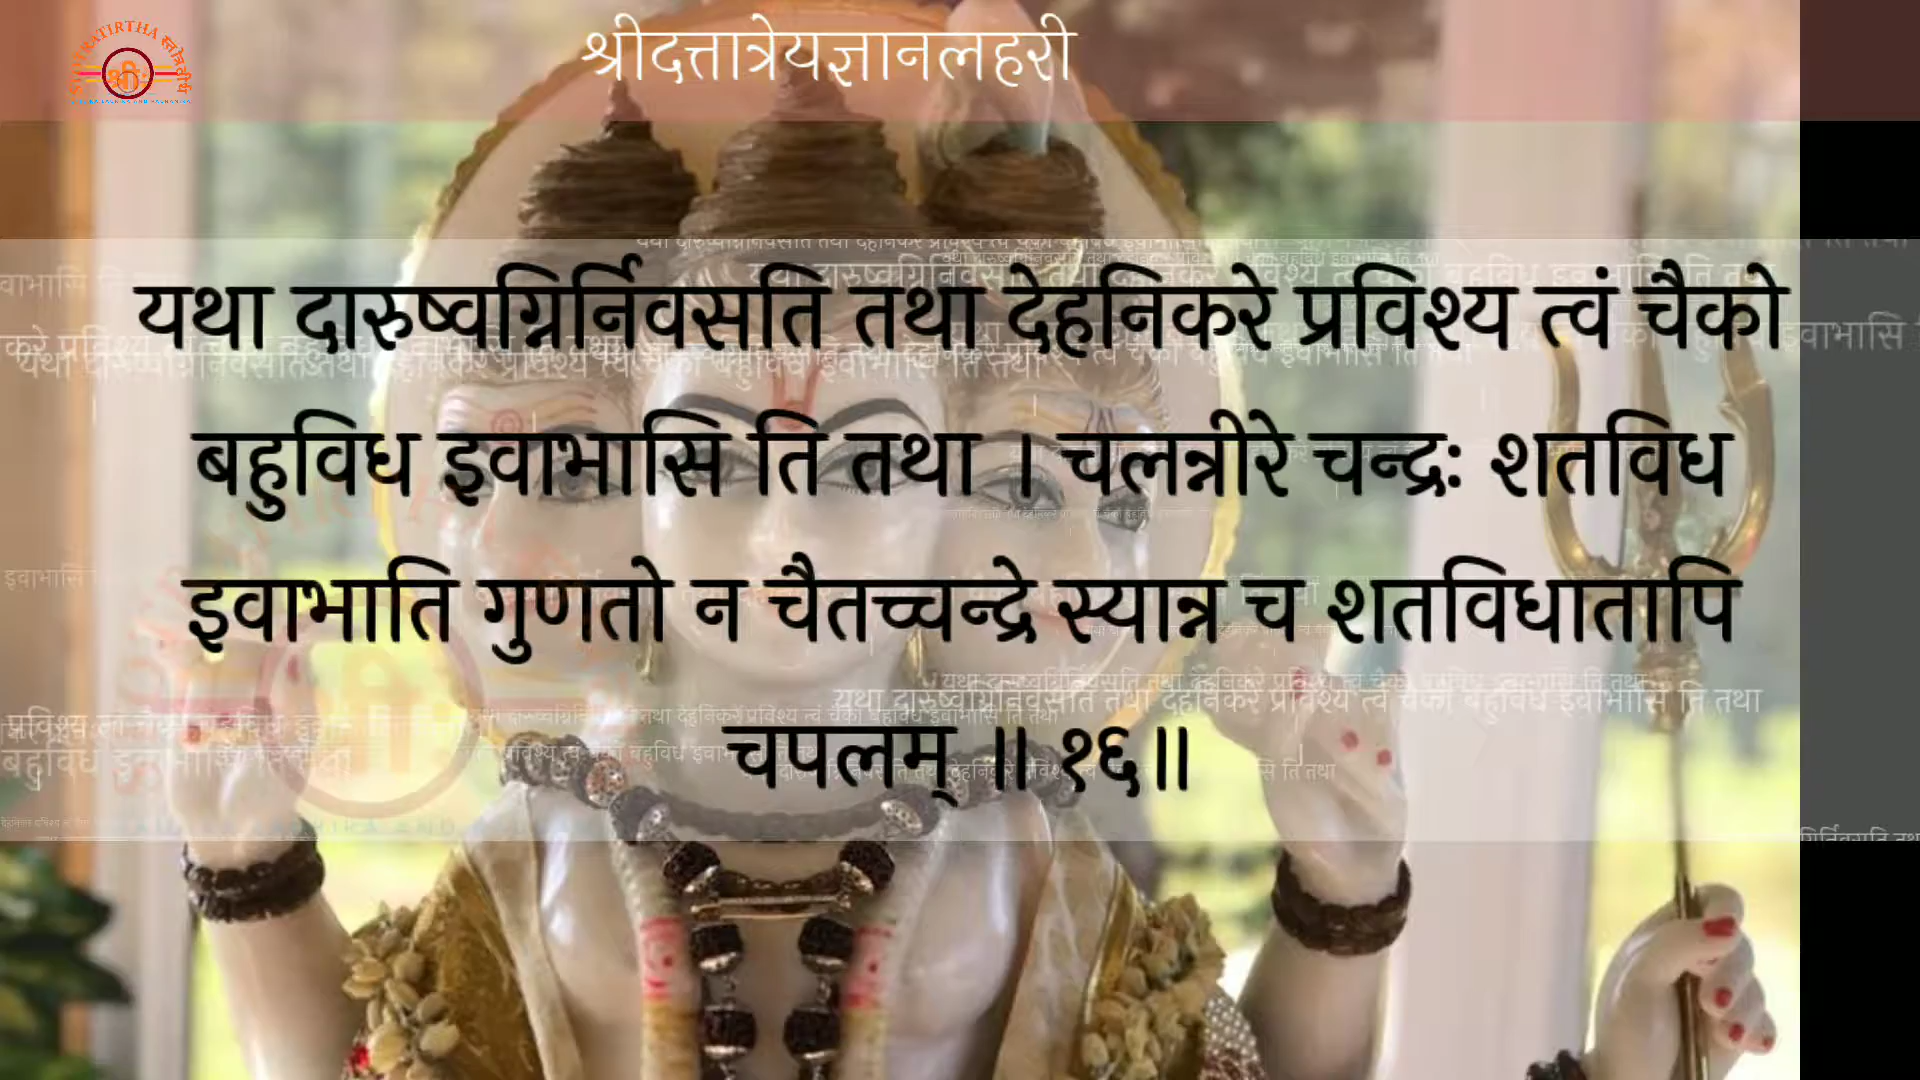 श्रीदत्तात्रेयज्ञानलहरी
यथा दारुष्वग्निर्निवसति तथा देहनिकरे प्रविश्य त्वं चैको
बहुविध इवाभासि ति तथा । चलन्नीरे चन्द्रः शतविध
इवाभाति गुणतो न चैतच्चन्द्रे स्यान्न च शतविधातापि
चपलम् ॥ १६॥